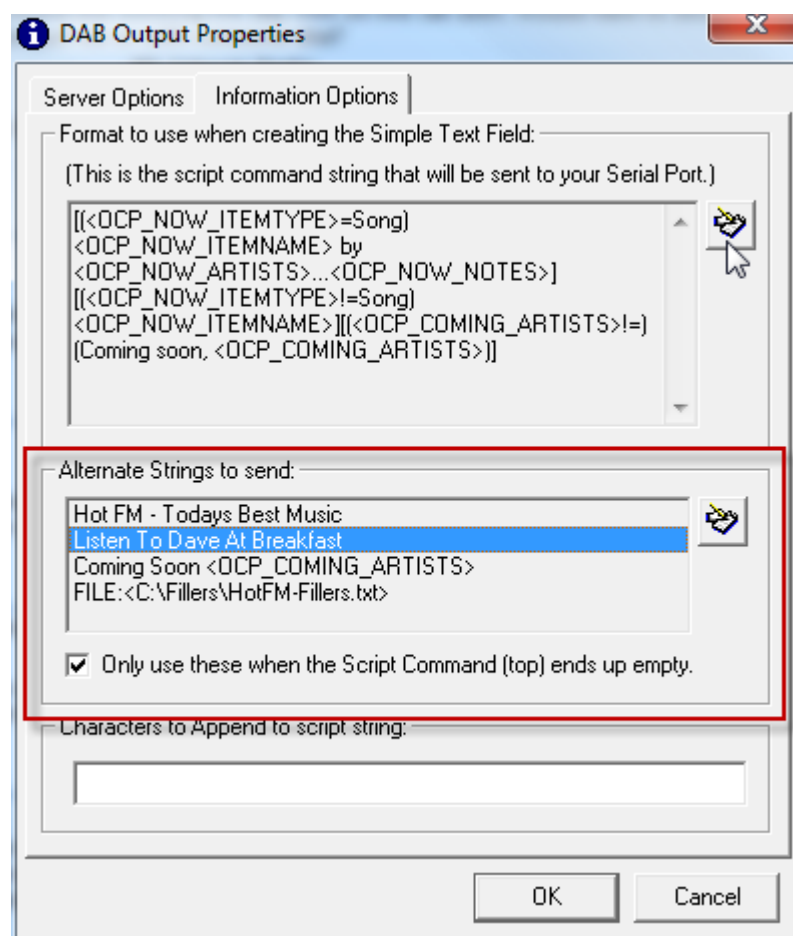 DAB Output Properties
Server Options
Information Options
Format to use when creating the Simple Text Field:
(This is the script command string that will be sent to your Serial Port.)
[(<OCP_NOW_ITEMTYPE>=Song)
<OCP_NOW_ITEMNAME> by
<OCP_NOW_ARTISTS>...<OCP_NOW_NOTES>]
[(<OCP_NOW_ITEMTYPE>!=Song)
<OCP_NOW_ITEMNAME>][(<OCP_COMING_ARTISTS>!=)
(Coming soon, <OCP_COMING_ARTISTS>)]
Alternate Strings to send:
Hot FM - Todays Best Music
Listen To Dave At Breakfast
Coming Soon <OCP_COMING_ARTISTS>
FILE:<C:\Fillers\HotFM-Fillers.txt>
Only use these when the Script Command (top) ends up empty.
Characters to Append to script string:
OK
Cancel